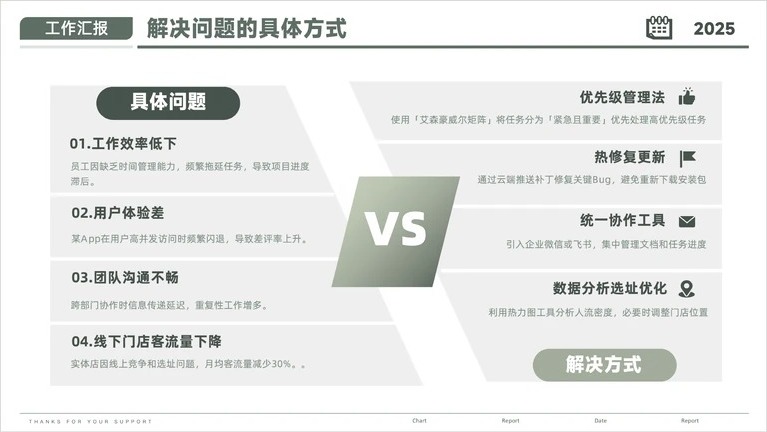 工作汇报
解决问题的具体方式
2025
具体问题
01.工作效率低下
员工因缺乏时间管理能力，频繁拖延任务，导致项目进度
滞后。
02.用户体验差
某App在用户高并发访问时频繁闪退，导致差评率上升。
03.团队沟通不畅
跨部门协作时信息传递延迟，重复性工作增多。
04.线下门店客流量下降
实体店因线上竞争和选址问题，月均客流量减少30%。。
VS
优先级管理法
使用「艾森豪威尔矩阵」将任务分为「紧急且重要」优先处理高优先级任务
热修复更新
通过云端推送补丁修复关键Bug，避免重新下载安装包
统一协作工具
引入企业微信或飞书，集中管理文档和任务进度
数据分析选址优化
利用热力图工具分析人流密度，必要时调整门店位置
解决方式
THANKS FOR YOUR SUPPORT
Chart
Report
Date
Report